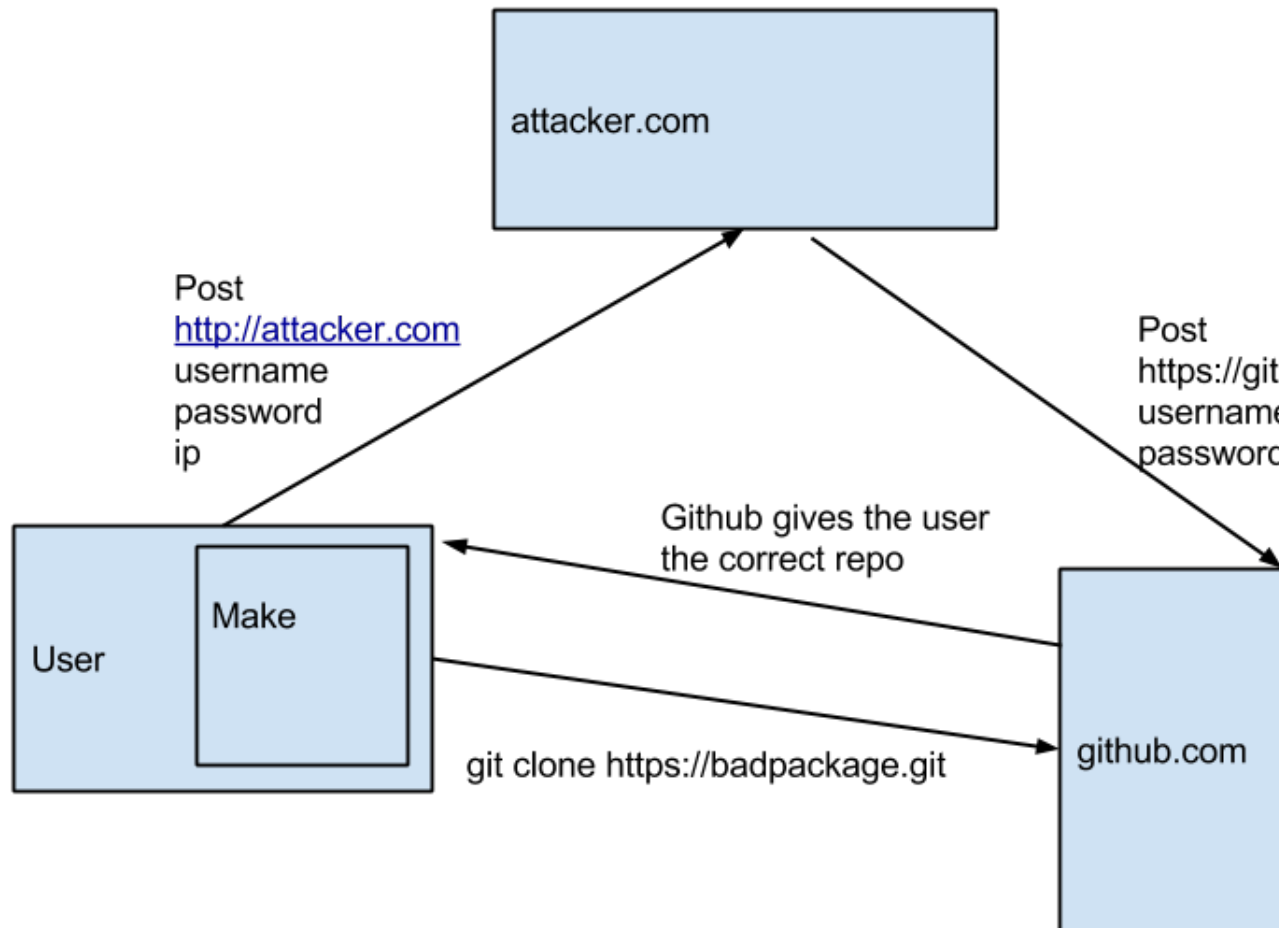 attacker.com
Post
http://attacker.com
username
password
ip
Post
https://git
username
password
Github gives the user
the correct repo
Make
User
git clone https://badpackage.git
github.com